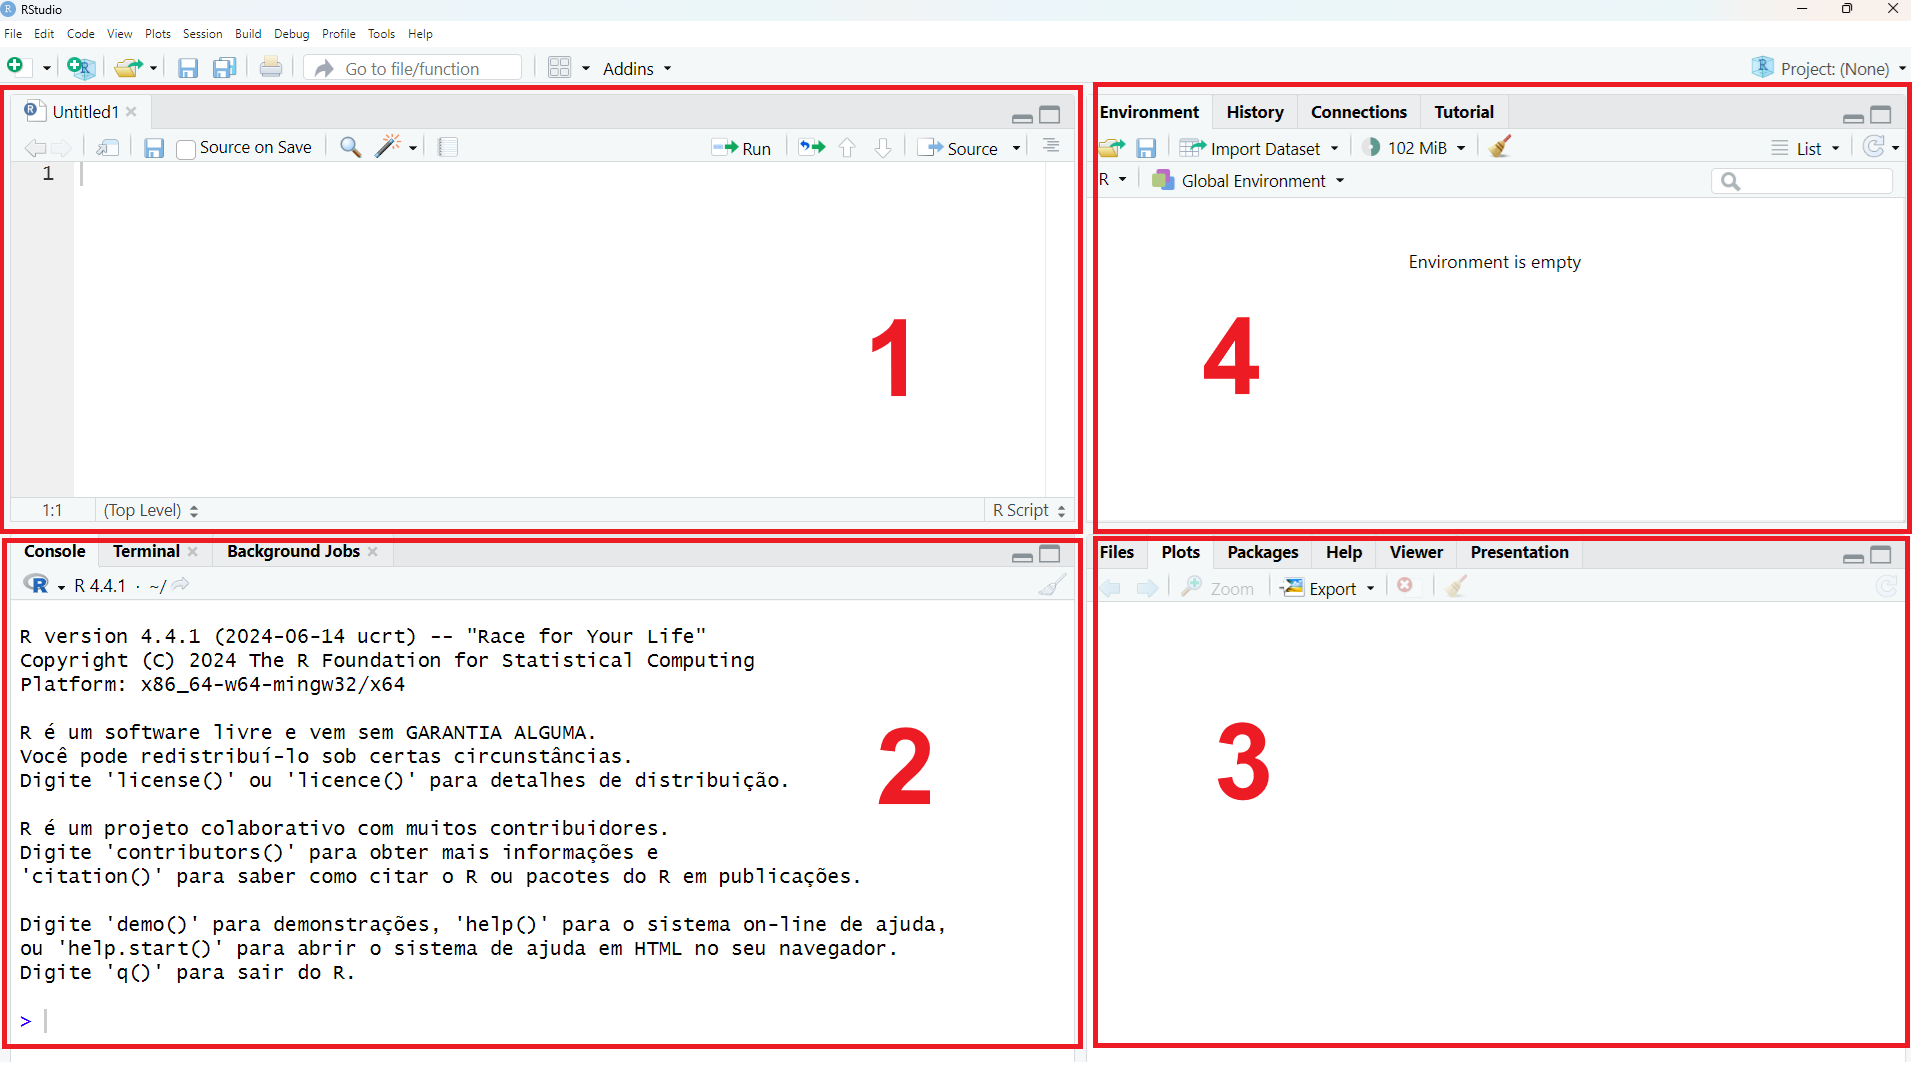 RStudio
File Edit Code View Plots Session Build Debug Profile Tools Help
Go to file/function Addins Project: (None)
Untitled1
Source on Save Run Source
1
1
1:1 (Top Level) R Script
Environment History Connections Tutorial
Import Dataset 102 MiB List
R Global Environment
Environment is empty
4
Console Terminal Background Jobs
R 4.4.1 · ~/
R version 4.4.1 (2024-06-14 ucrt) -- "Race for Your Life"
Copyright (C) 2024 The R Foundation for Statistical Computing
Platform: x86_64-w64-mingw32/x64
R é um software livre e vem sem GARANTIA ALGUMA.
Você pode redistribuí-lo sob certas circunstâncias.
Digite 'license()' ou 'licence()' para detalhes de distribuição.
R é um projeto colaborativo com muitos contribuidores.
Digite 'contributors()' para obter mais informações e
'citation()' para saber como citar o R ou pacotes do R em publicações.
Digite 'demo()' para demonstrações, 'help()' para o sistema on-line de ajuda,
ou 'help.start()' para abrir o sistema de ajuda em HTML no seu navegador.
Digite 'q()' para sair do R.
>
2
Files Plots Packages Help Viewer Presentation
Zoom Export
3